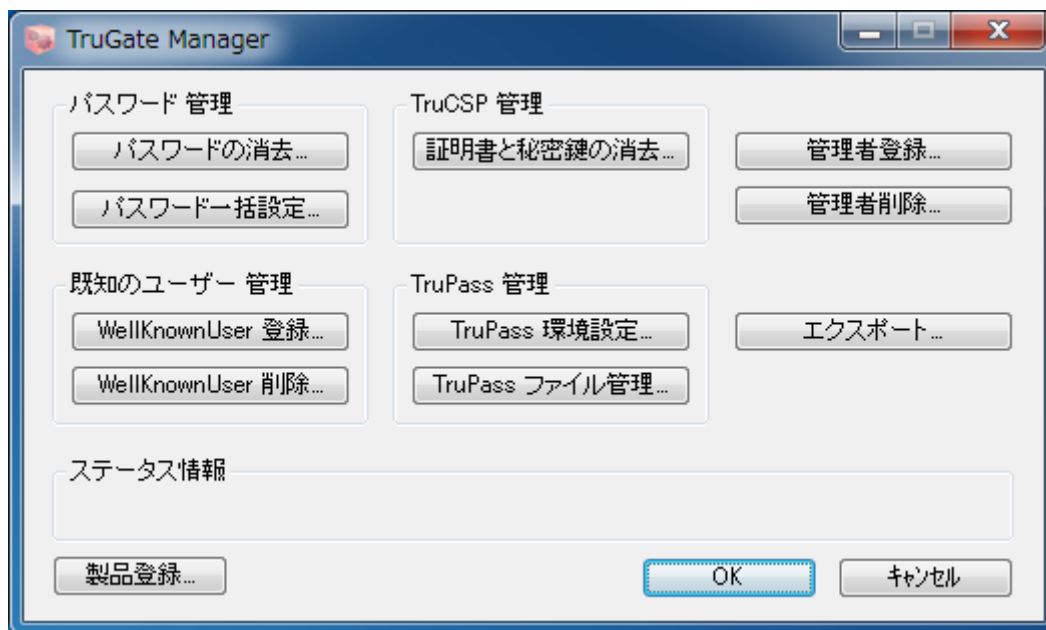 TruGate Manager
パスワード 管理
パスワードの消去...
パスワード一括設定...
TruCSP 管理
証明書と秘密鍵の消去...
管理者登録...
管理者削除...
既知のユーザー 管理
WellKnownUser 登録...
WellKnownUser 削除...
TruPass 管理
TruPass 環境設定...
TruPass ファイル管理...
エクスポート...
ステータス情報
製品登録...
OK
キャンセル